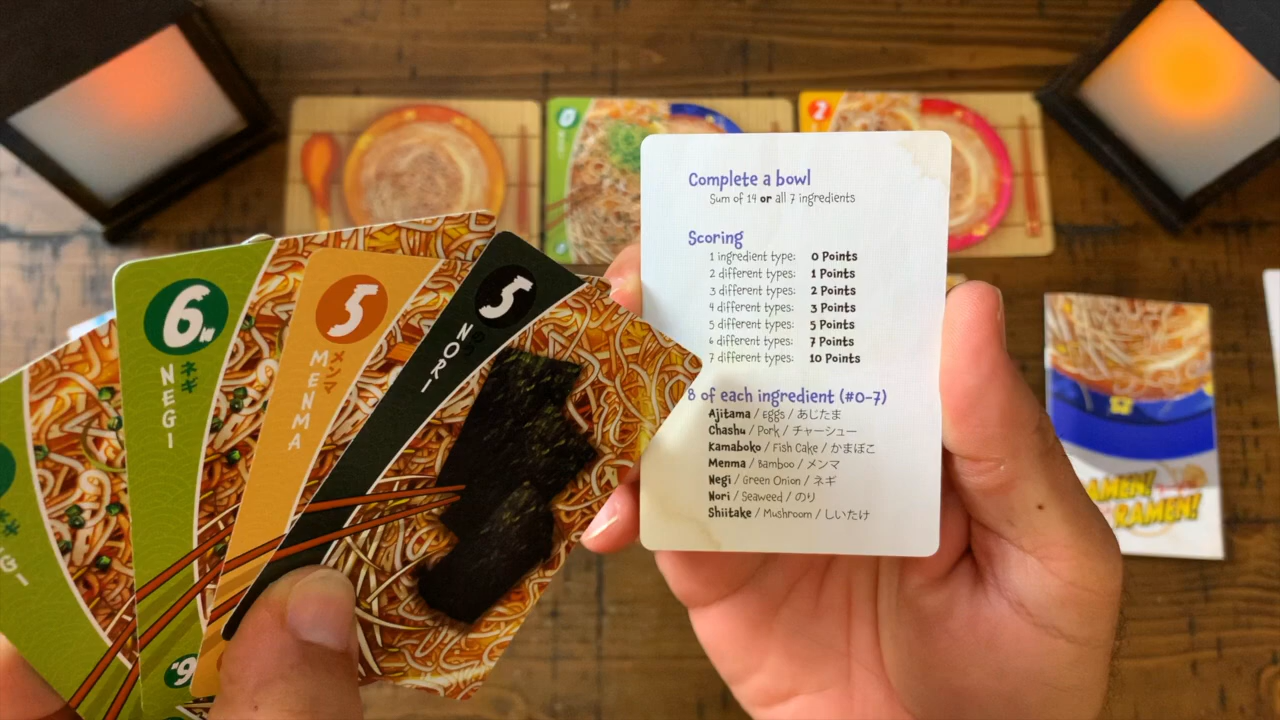 Complete a bowl
Sum of 14 or all 7 ingredients
Scoring
1 ingredient type: 0 Points
2 different types: 1 Points
3 different types: 2 Points
4 different types: 3 Points
5 different types: 5 Points
6 different types: 7 Points
7 different types: 10 Points
8 of each ingredient (#0-7)
Ajitama / Eggs / あじたま
Chashu / Pork / チャーシュー
Kamaboko / Fish Cake / かまぼこ
Menma / Bamboo / メンマ
Negi / Green Onion / ネギ
Nori / Seaweed / のり
Shiitake / Mushroom / しいたけ
6
ネギ
NEGI
6
5
メンマ
MENMA
5
NORI
0
2
RAMEN!
RAMEN!